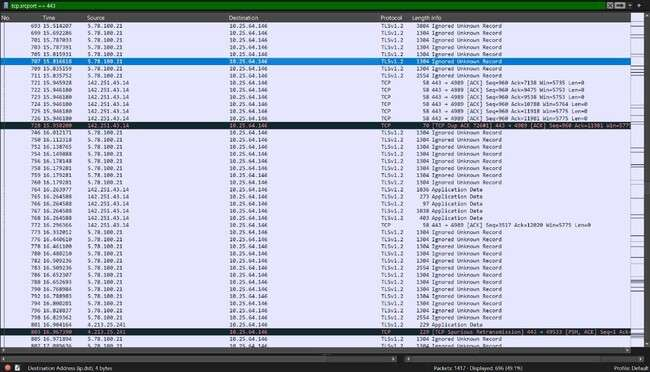 tcp.srcport == 443
No. Time Source Destination Protocol Length Info
693 15.514207 5.78.100.21 10.25.64.146 TLSv1.2 3804 Ignored Unknown Record
699 15.692286 5.78.100.21 10.25.64.146 TLSv1.2 1304 Ignored Unknown Record
701 15.787033 5.78.100.21 10.25.64.146 TLSv1.2 1304 Ignored Unknown Record
703 15.787391 5.78.100.21 10.25.64.146 TLSv1.2 1304 Ignored Unknown Record
705 15.815931 5.78.100.21 10.25.64.146 TLSv1.2 1304 Ignored Unknown Record
707 15.816618 5.78.100.21 10.25.64.146 TLSv1.2 1304 Ignored Unknown Record
709 15.835159 5.78.100.21 10.25.64.146 TLSv1.2 1304 Ignored Unknown Record
711 15.835752 5.78.100.21 10.25.64.146 TLSv1.2 2554 Ignored Unknown Record
721 15.945928 142.251.43.14 10.25.64.146 TCP 58 443 → 4989 [ACK] Seq=960 Ack=7138 Win=5735 Len=0
722 15.946180 142.251.43.14 10.25.64.146 TCP 58 443 → 4989 [ACK] Seq=960 Ack=9475 Win=5753 Len=0
723 15.946180 142.251.43.14 10.25.64.146 TCP 58 443 → 4989 [ACK] Seq=960 Ack=9538 Win=5753 Len=0
724 15.946180 142.251.43.14 10.25.64.146 TCP 58 443 → 4989 [ACK] Seq=960 Ack=10788 Win=5764 Len=0
725 15.946180 142.251.43.14 10.25.64.146 TCP 58 443 → 4989 [ACK] Seq=960 Ack=11788 Win=5775 Len=0
726 15.946180 142.251.43.14 10.25.64.146 TCP 58 443 → 4989 [ACK] Seq=960 Ack=11901 Win=5775 Len=0
728 15.950200 142.251.43.14 10.25.64.146 TCP 70 [TCP Dup ACK 726#1] 443 → 4989 [ACK] Seq=960 Ack=11901 Win=5775
746 16.012171 5.78.100.21 10.25.64.146 TLSv1.2 1304 Ignored Unknown Record
750 16.112318 5.78.100.21 10.25.64.146 TLSv1.2 1304 Ignored Unknown Record
752 16.138765 5.78.100.21 10.25.64.146 TLSv1.2 1304 Ignored Unknown Record
754 16.149888 5.78.100.21 10.25.64.146 TLSv1.2 1304 Ignored Unknown Record
756 16.178148 5.78.100.21 10.25.64.146 TLSv1.2 1304 Ignored Unknown Record
758 16.179281 5.78.100.21 10.25.64.146 TLSv1.2 1304 Ignored Unknown Record
759 16.179281 5.78.100.21 10.25.64.146 TLSv1.2 1304 Ignored Unknown Record
760 16.179281 5.78.100.21 10.25.64.146 TLSv1.2 1304 Ignored Unknown Record
764 16.263977 142.251.43.14 10.25.64.146 TLSv1.2 1036 Application Data
765 16.264588 142.251.43.14 10.25.64.146 TLSv1.2 273 Application Data
766 16.264588 142.251.43.14 10.25.64.146 TLSv1.2 97 Application Data
767 16.264588 142.251.43.14 10.25.64.146 TLSv1.2 1038 Application Data
768 16.264588 142.251.43.14 10.25.64.146 TLSv1.2 403 Application Data
772 16.296366 142.251.43.14 10.25.64.146 TCP 58 443 → 4989 [ACK] Seq=3517 Ack=12020 Win=5775 Len=0
773 16.332012 5.78.100.21 10.25.64.146 TLSv1.2 1304 Ignored Unknown Record
776 16.440610 5.78.100.21 10.25.64.146 TLSv1.2 1304 Ignored Unknown Record
778 16.461109 5.78.100.21 10.25.64.146 TLSv1.2 1304 Ignored Unknown Record
780 16.480210 5.78.100.21 10.25.64.146 TLSv1.2 1304 Ignored Unknown Record
782 16.509236 5.78.100.21 10.25.64.146 TLSv1.2 1304 Ignored Unknown Record
783 16.509236 5.78.100.21 10.25.64.146 TLSv1.2 2554 Ignored Unknown Record
786 16.652307 5.78.100.21 10.25.64.146 TLSv1.2 1304 Ignored Unknown Record
788 16.652693 5.78.100.21 10.25.64.146 TLSv1.2 1304 Ignored Unknown Record
790 16.768984 5.78.100.21 10.25.64.146 TLSv1.2 1304 Ignored Unknown Record
792 16.788903 5.78.100.21 10.25.64.146 TLSv1.2 1304 Ignored Unknown Record
794 16.808281 5.78.100.21 10.25.64.146 TLSv1.2 1304 Ignored Unknown Record
796 16.828027 5.78.100.21 10.25.64.146 TLSv1.2 1304 Ignored Unknown Record
798 16.829362 5.78.100.21 10.25.64.146 TLSv1.2 2554 Ignored Unknown Record
801 16.904164 4.213.25.241 10.25.64.146 TLSv1.2 229 Application Data
803 16.967390 4.213.25.241 10.25.64.146 TCP 229 [TCP Spurious Retransmission] 443 → 49533 [PSH, ACK] Seq=1 Ack=
805 16.971894 5.78.100.21 10.25.64.146 TLSv1.2 1304 Ignored Unknown Record
5.78.100.21 10.25.64.146 TLSv1.2 1304 Ignored Unknown Record
Destination Address (ip.dst), 4 bytes Packets: 1417 · Displayed: 696 (49.1%) Profile: Default